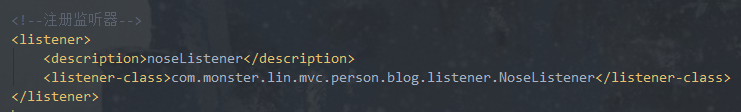 <!--注册监听器-->
<listener>
<description>noseListener</description>
<listener-class>com.monster.lin.mvc.person.blog.listener.NoseListener</listener-class>
</listener>